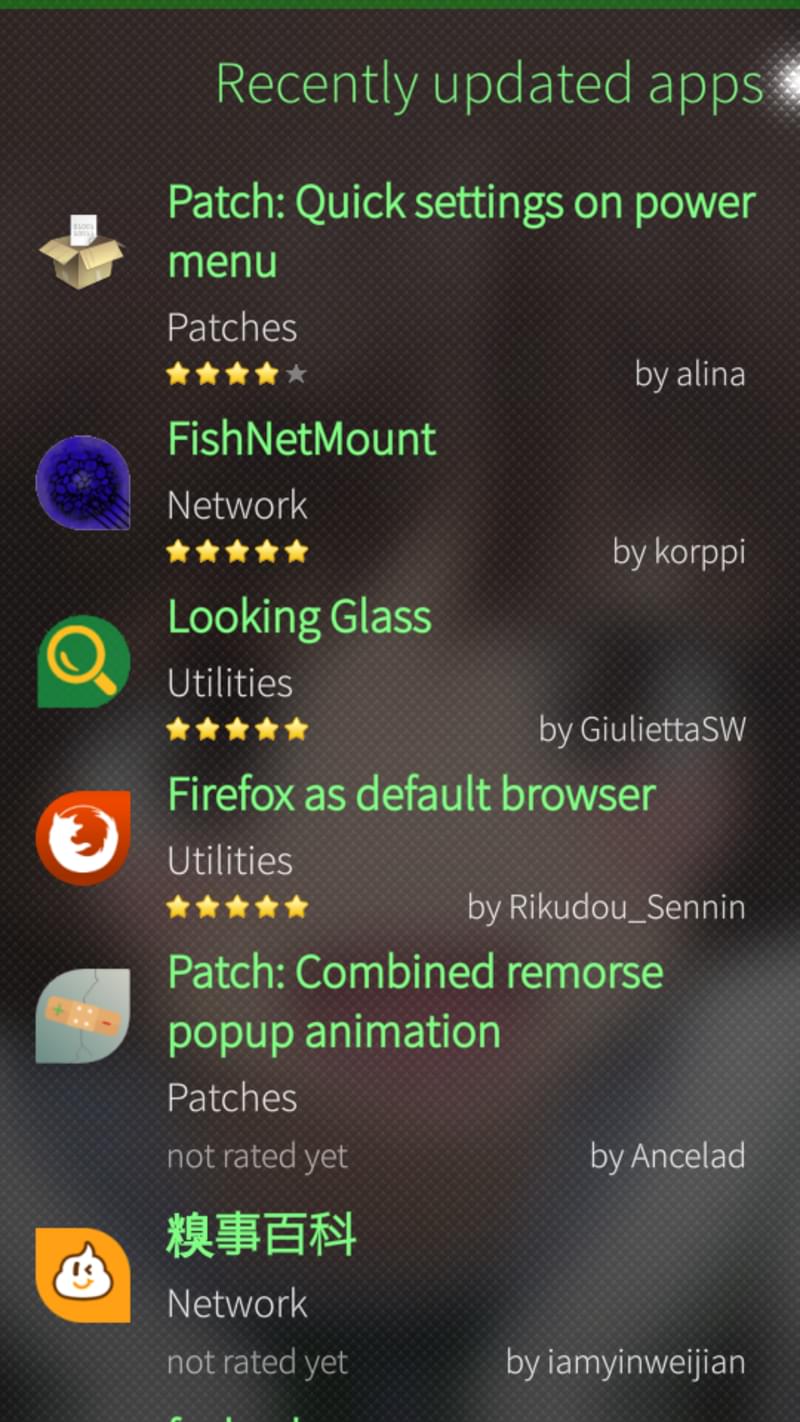 Recently updated apps
Patch: Quick settings on power
menu
Patches
by alina
FishNetMount
Network
by korppi
Looking Glass
Utilities
by GiuliettaSW
Firefox as default browser
Utilities
by Rikudou_Sennin
Patch: Combined remorse
popup animation
Patches
not rated yet by Ancelad
糗事百科
Network
not rated yet by iamyinweijian